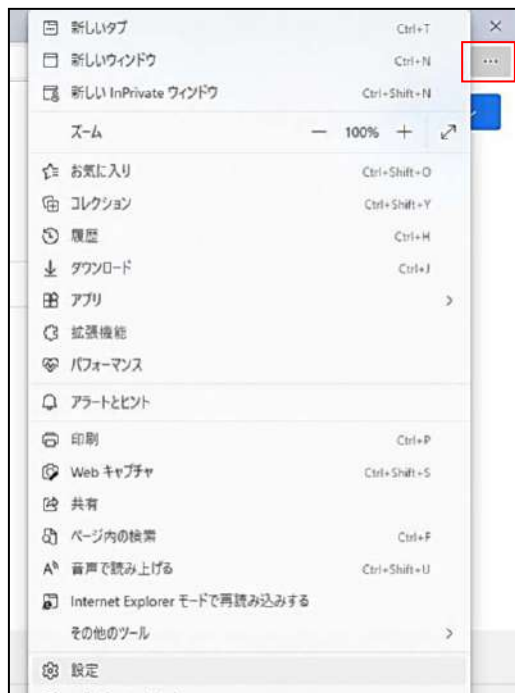 新しいタブ Ctrl+T
新しいウィンドウ Ctrl+N
新しい InPrivate ウィンドウ Ctrl+Shift+N
ズーム — 100% +
お気に入り Ctrl+Shift+O
コレクション Ctrl+Shift+Y
履歴 Ctrl+H
ダウンロード Ctrl+J
アプリ
拡張機能
パフォーマンス
アラートとヒント
印刷 Ctrl+P
Web キャプチャ Ctrl+Shift+S
共有
ページ内の検索 Ctrl+F
音声で読み上げる Ctrl+Shift+U
Internet Explorer モードで再読み込みする
その他のツール
設定